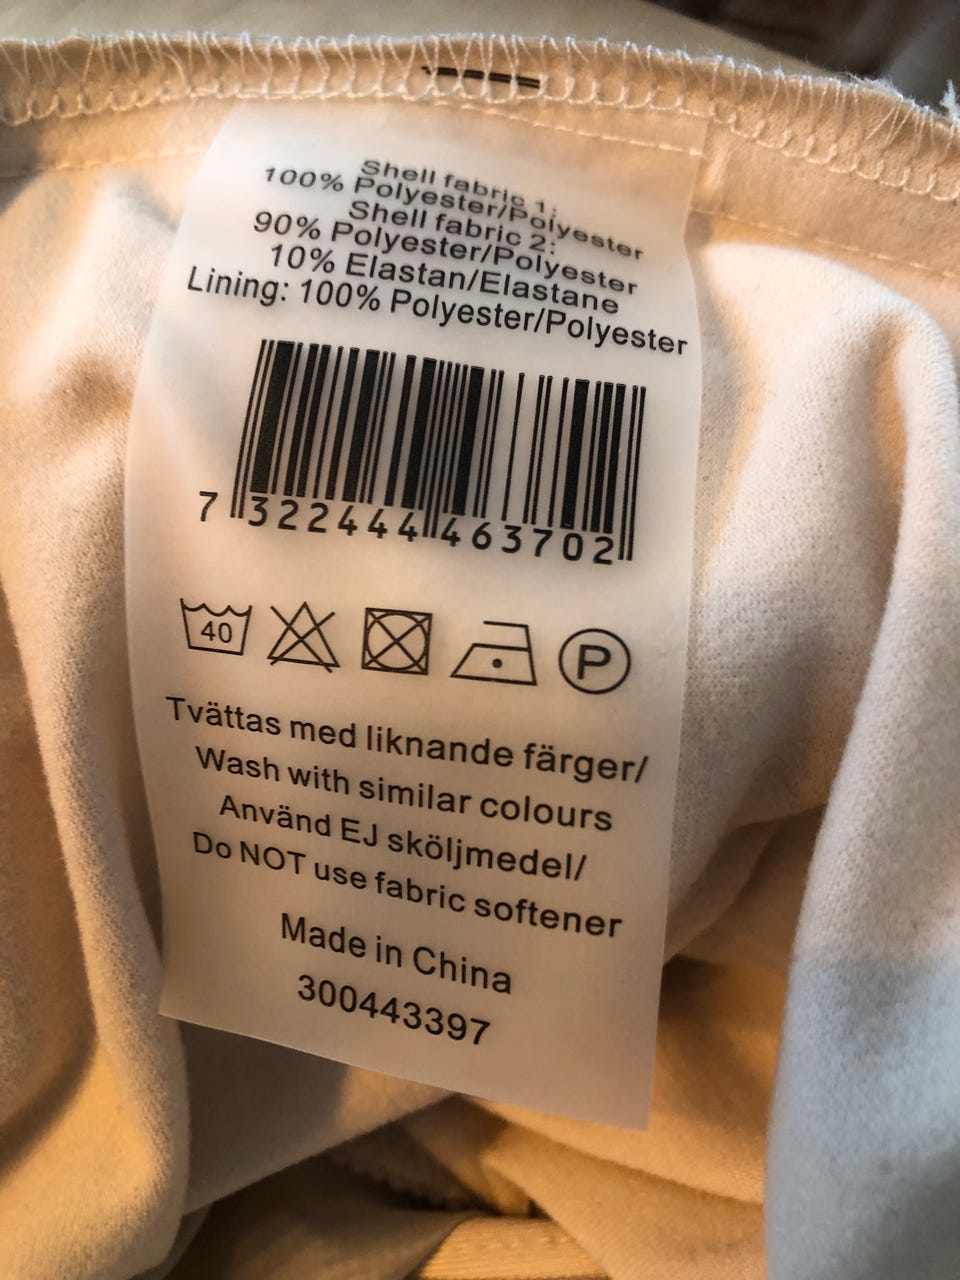 Shell fabric 1:
100% Polyester/Polyester
Shell fabric 2:
90% Polyester/Polyester
10% Elastan/Elastane
Lining: 100% Polyester/Polyester
7 322444 463702
40 P
Tvättas med liknande färger/
Wash with similar colours
Använd EJ sköljmedel/
Do NOT use fabric softener
Made in China
300443397